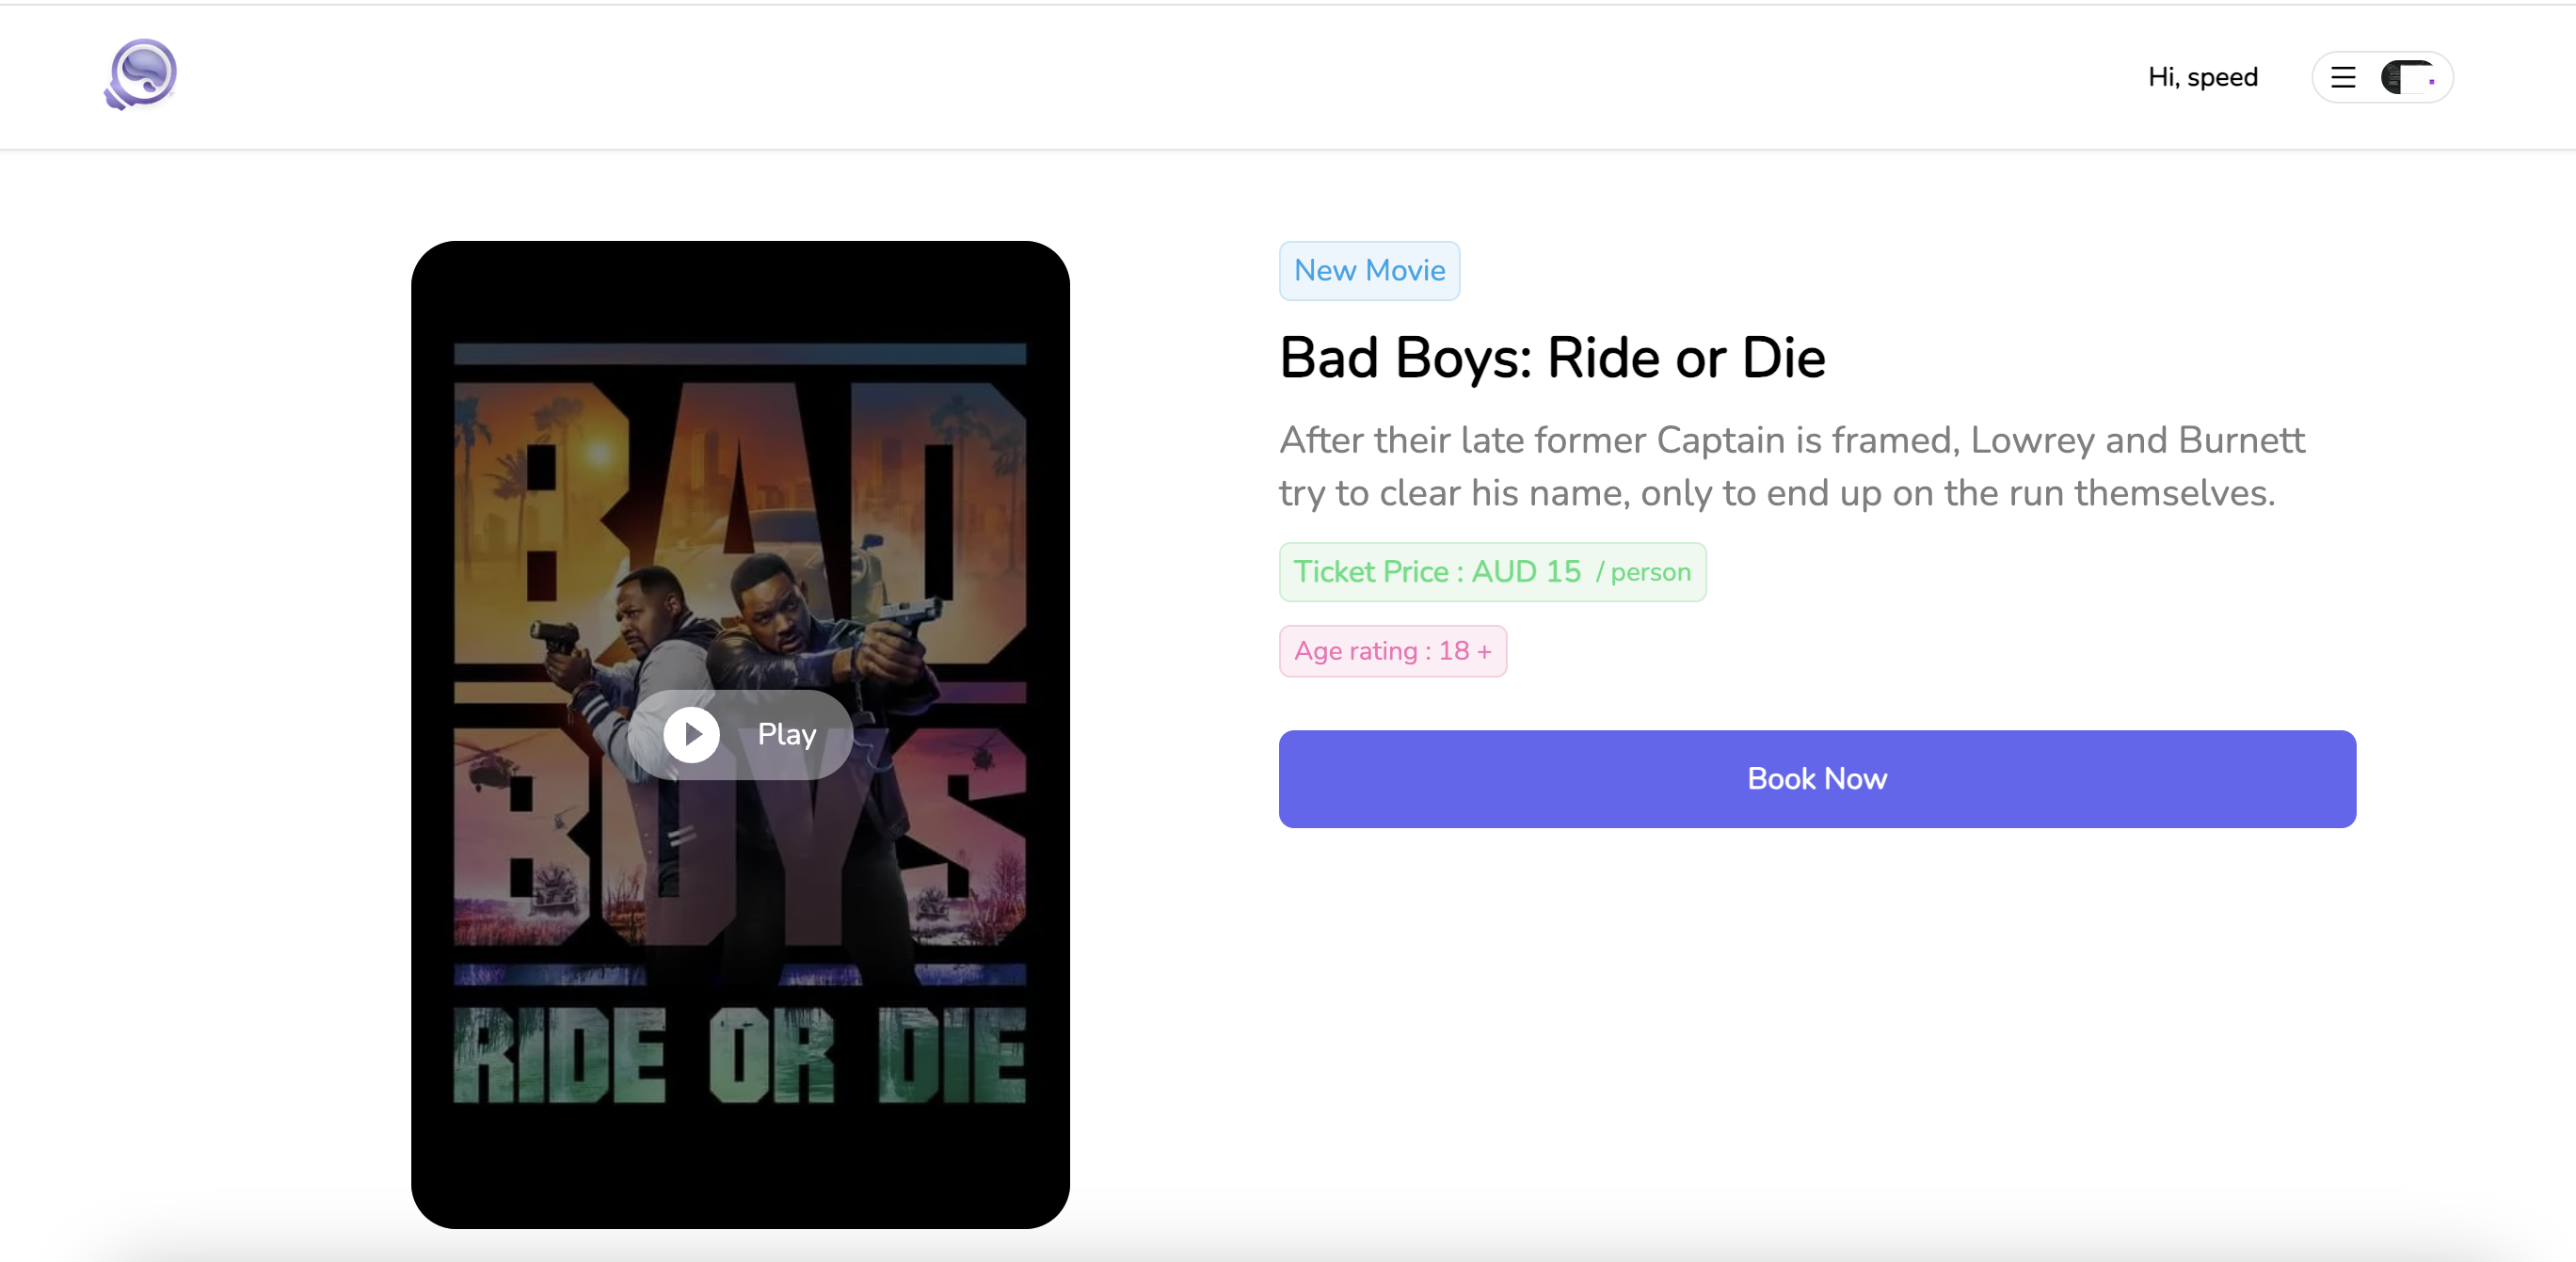 Hi, speed
BAD
BOYS
RIDE OR DIE
Play
New Movie
Bad Boys: Ride or Die
After their late former Captain is framed, Lowrey and Burnett
try to clear his name, only to end up on the run themselves.
Ticket Price : AUD 15 / person
Age rating : 18 +
Book Now